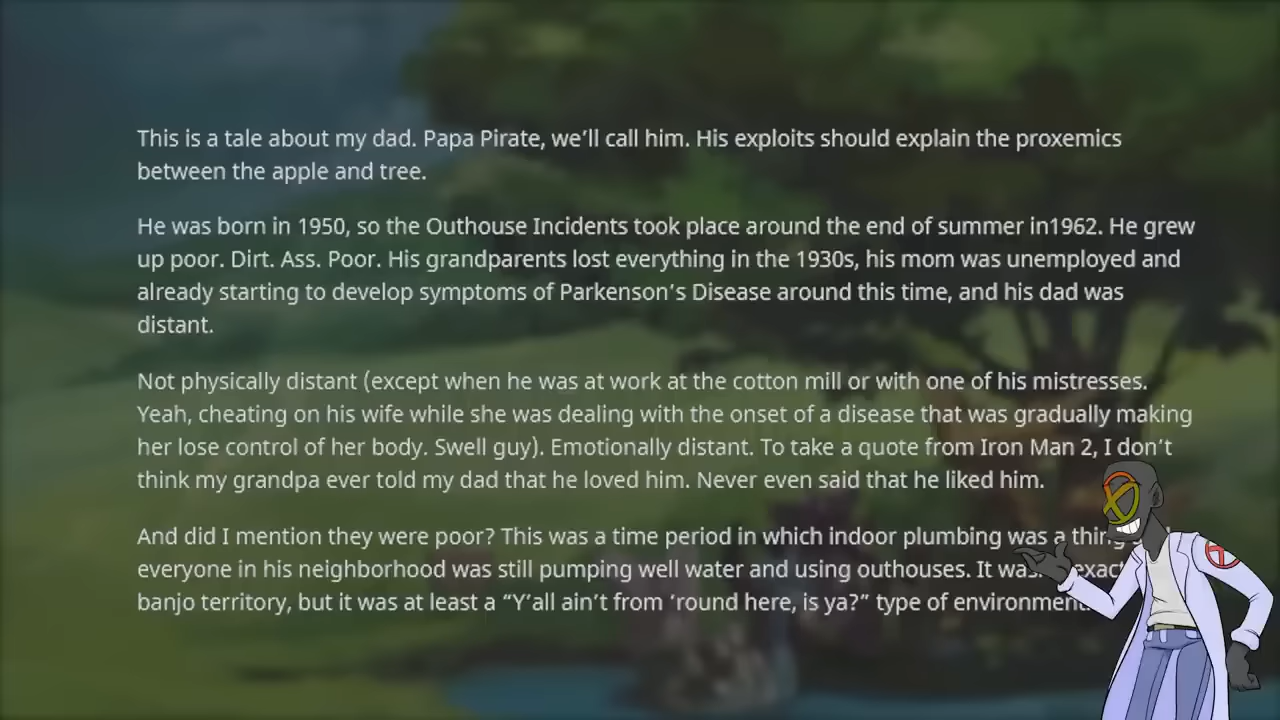 This is a tale about my dad. Papa Pirate, we’ll call him. His exploits should explain the proxemics
between the apple and tree.
He was born in 1950, so the Outhouse Incidents took place around the end of summer in1962. He grew
up poor. Dirt. Ass. Poor. His grandparents lost everything in the 1930s, his mom was unemployed and
already starting to develop symptoms of Parkenson’s Disease around this time, and his dad was
distant.
Not physically distant (except when he was at work at the cotton mill or with one of his mistresses.
Yeah, cheating on his wife while she was dealing with the onset of a disease that was gradually making
her lose control of her body. Swell guy). Emotionally distant. To take a quote from Iron Man 2, I don’t
think my grandpa ever told my dad that he loved him. Never even said that he liked him.
And did I mention they were poor? This was a time period in which indoor plumbing was a
everyone in his neighborhood was still pumping well water and using outhouses. It
banjo territory, but it was at least a “Y’all ain’t from ’round here, is ya?” type of environment.